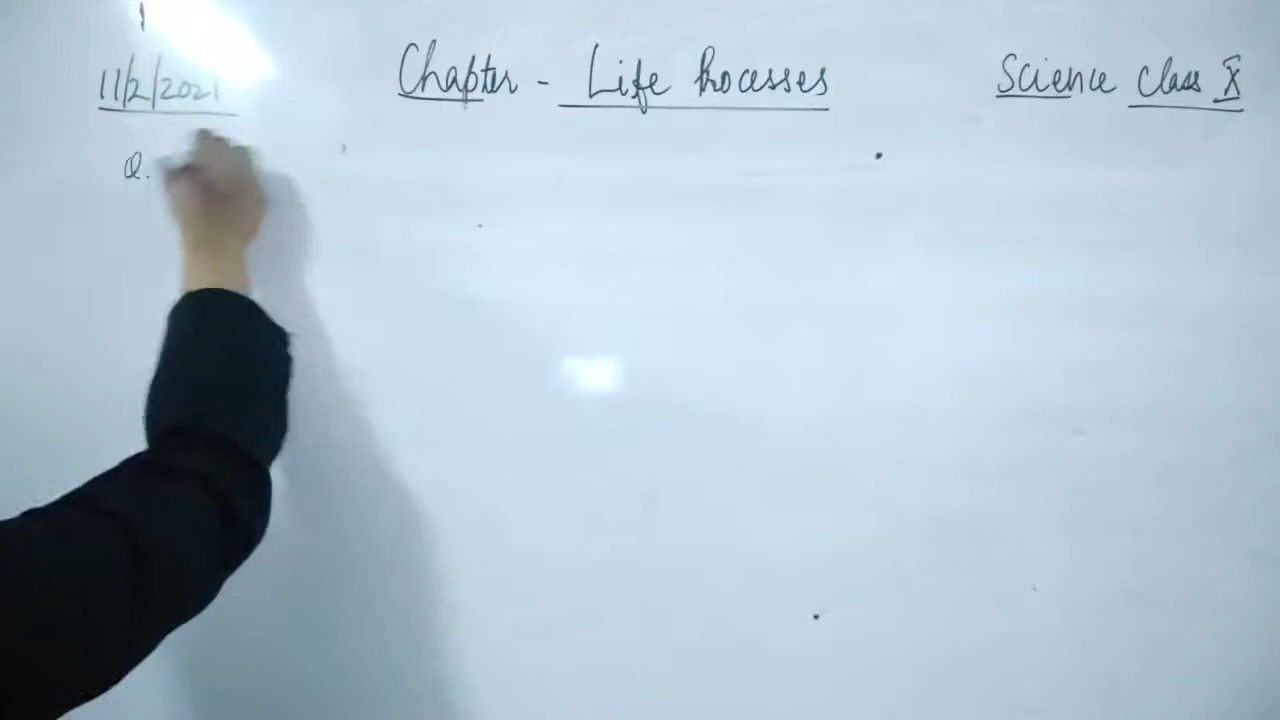 11/2/2021 Chapter - Life Processes Science Class X
Q.